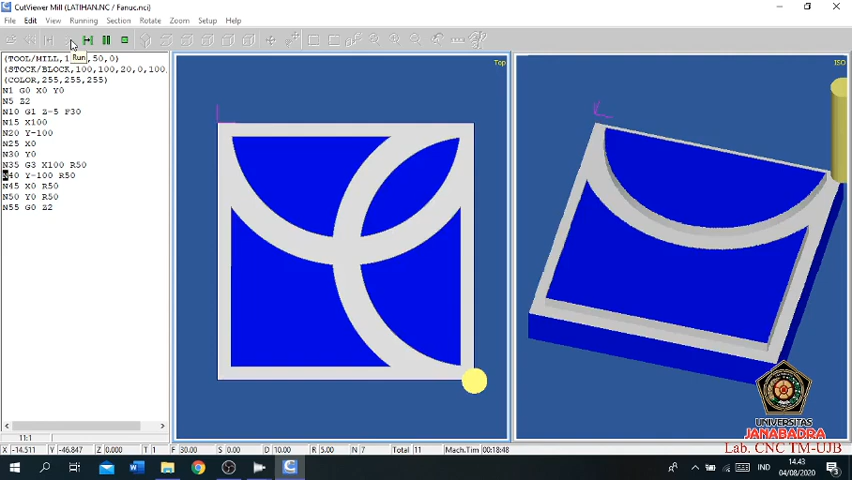 CutViewer Mill (LATIHAN.NC / Fanuc.nci)
File Edit View Running Section Rotate Zoom Setup Help
Run
(TOOL/MILL,1 ,50,0)
(STOCK/BLOCK,100,100,20,0,100,
(COLOR,255,255,255)
N1 G0 X0 Y0
N5 Z2
N10 G1 Z-5 F30
N15 X100
N20 Y-100
N25 X0
N30 Y0
N35 G3 X100 R50
N40 Y-100 R50
N45 X0 R50
N50 Y0 R50
N55 G0 Z2
Top
ISO
11:1
X -14.511 Y -46.847 Z 0.000 T 1 F 30.00 S 0.00 D 10.00 R 5.00 N 7 Total 11 Mach.Tim 00:18:48
UNIVERSITAS
JANABADRA
Lab. CNC TM-UJB
IND
14.43
04/08/2020
3